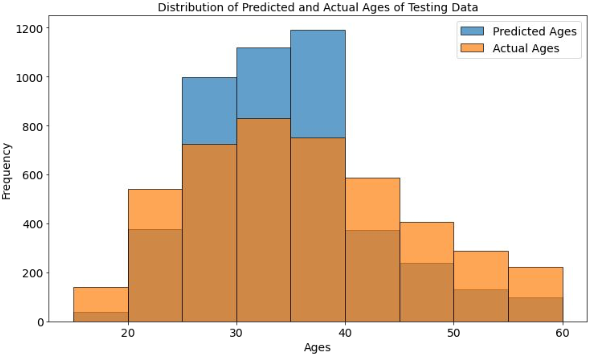 Distribution of Predicted and Actual Ages of Testing Data
Predicted Ages
Actual Ages
Frequency
1200
1000
800
600
400
200
0
20 30 40 50 60
Ages